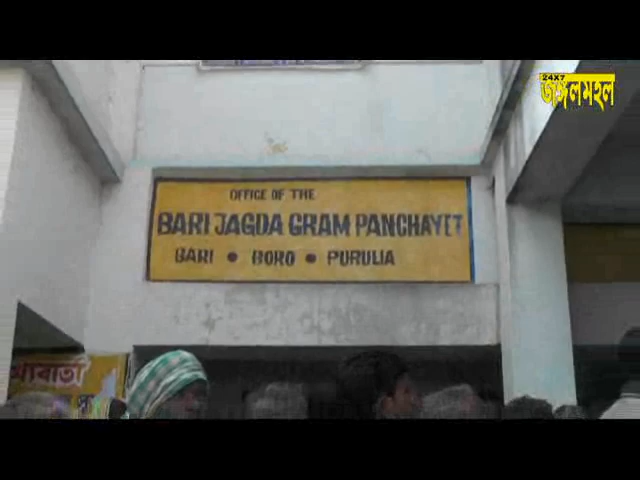 24X7
জঙ্গলমহল
OFFICE OF THE
BARI JAGDA GRAM PANCHAYET
BARI • BORO • PURULIA